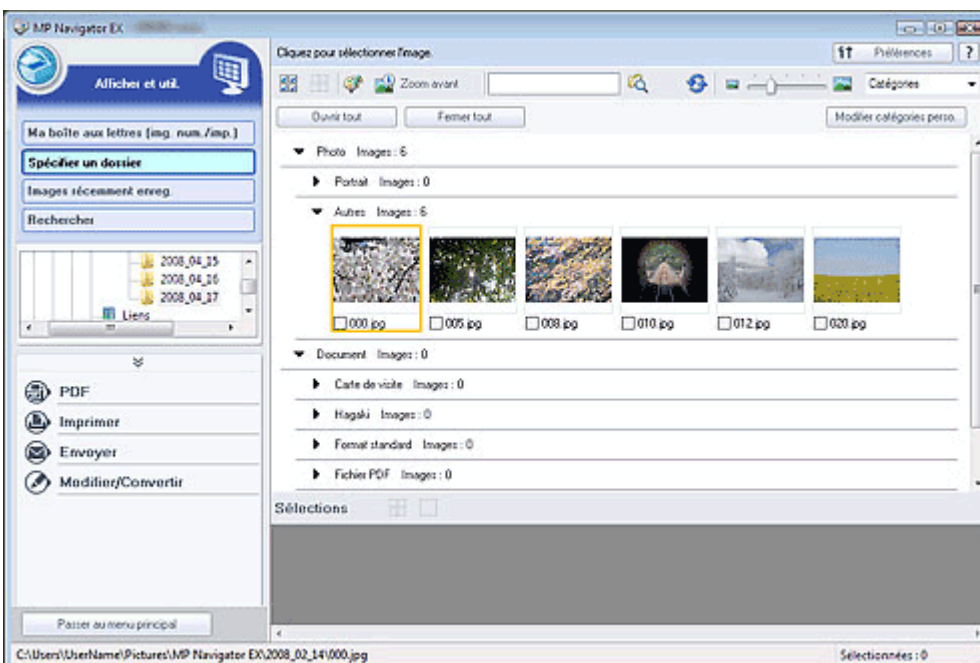 MP Navigator EX
Afficher et util.
Ma boîte aux lettres (img. num./imp.)
Spécifier un dossier
Images récemment enreg.
Rechercher
2008_04_15
2008_04_16
2008_04_17
Liens
PDF
Imprimer
Envoyer
Modifier/Convertir
Passer au menu principal
Cliquez pour sélectionner l'image.
Préférences
?
Zoom avant
Catégories
Ouvrir tout
Fermer tout
Modifier catégories perso.
Photo Images : 6
Portrait Images : 0
Autres Images : 6
000.jpg
005.jpg
008.jpg
010.jpg
012.jpg
020.jpg
Document Images : 0
Carte de visite Images : 0
Hagaki Images : 0
Format standard Images : 0
Fichier PDF Images : 0
Sélections
C:\Users\UserName\Pictures\MP Navigator EX\2008_02_14\000.jpg
Sélectionnées : 0